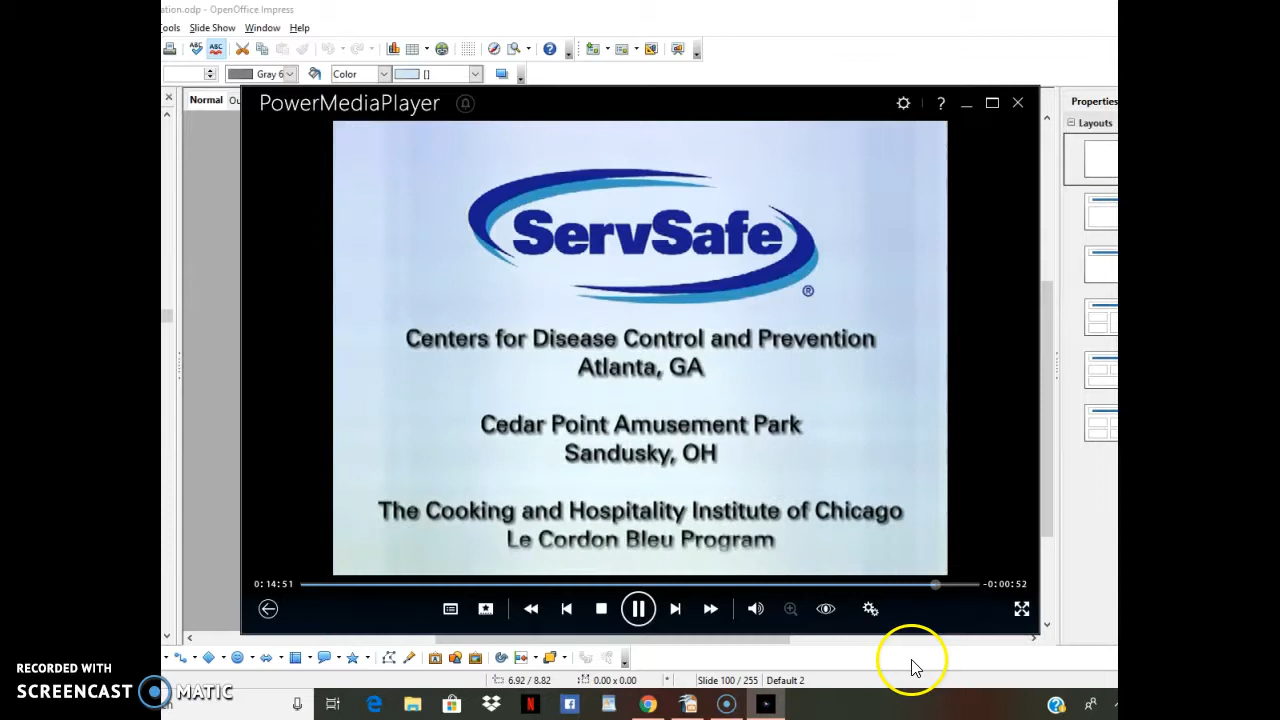 ation.odp - OpenOffice Impress
ools Slide Show Window Help
ABC ABC
Gray 6 Color []
Normal Ou
Properties
Layouts
PowerMediaPlayer
?
ServSafe
®
Centers for Disease Control and Prevention
Atlanta, GA
Cedar Point Amusement Park
Sandusky, OH
The Cooking and Hospitality Institute of Chicago
Le Cordon Bleu Program
0:14:51 -0:00:52
6.92 / 8.82 0.00 x 0.00 * Slide 100 / 255 Default 2
RECORDED WITH
SCREENCAST MATIC